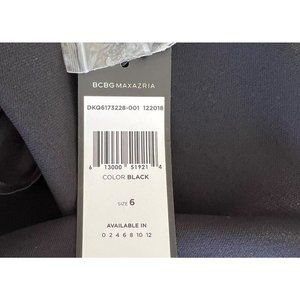 BCBGMAXAZRIA
DKQ6173228-001 122018
6 13000 51921 4
COLOR BLACK
SIZE 6
AVAILABLE IN
0 2 4 6 8 10 12